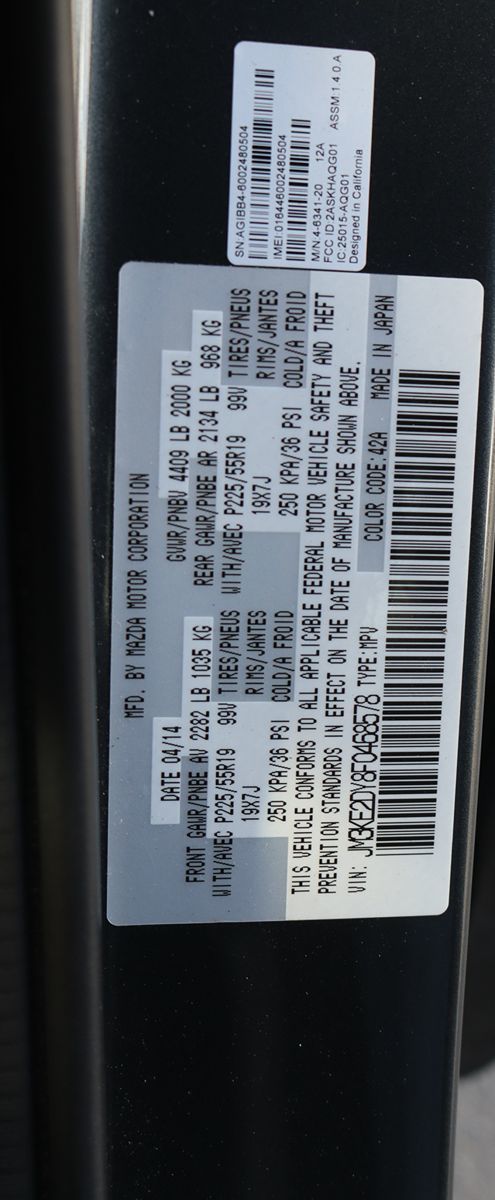 SN:AGIBB4-6002480504
IMEI:016446002480504
M/N:4-6341-20 12A
FCC ID:2ASKHAQG01 ASSM:1.4.0.A
IC:25015-AQG01
Designed in California
MFD. BY MAZDA MOTOR CORPORATION
DATE 04/14 GVWR/PNBV 4409 LB 2000 KG
FRONT GAWR/PNBE AV 2282 LB 1035 KG REAR GAWR/PNBE AR 2134 LB 968 KG
WITH/AVEC P225/55R19 99V TIRES/PNEUS WITH/AVEC P225/55R19 99V TIRES/PNEUS
19X7J RIMS/JANTES 19X7J RIMS/JANTES
250 KPA/36 PSI COLD/A FROID 250 KPA/36 PSI COLD/A FROID
THIS VEHICLE CONFORMS TO ALL APPLICABLE FEDERAL MOTOR VEHICLE SAFETY AND THEFT
PREVENTION STANDARDS IN EFFECT ON THE DATE OF MANUFACTURE SHOWN ABOVE.
VIN: JM3KE2DY8F0468578 TYPE:MPV COLOR CODE:42A MADE IN JAPAN